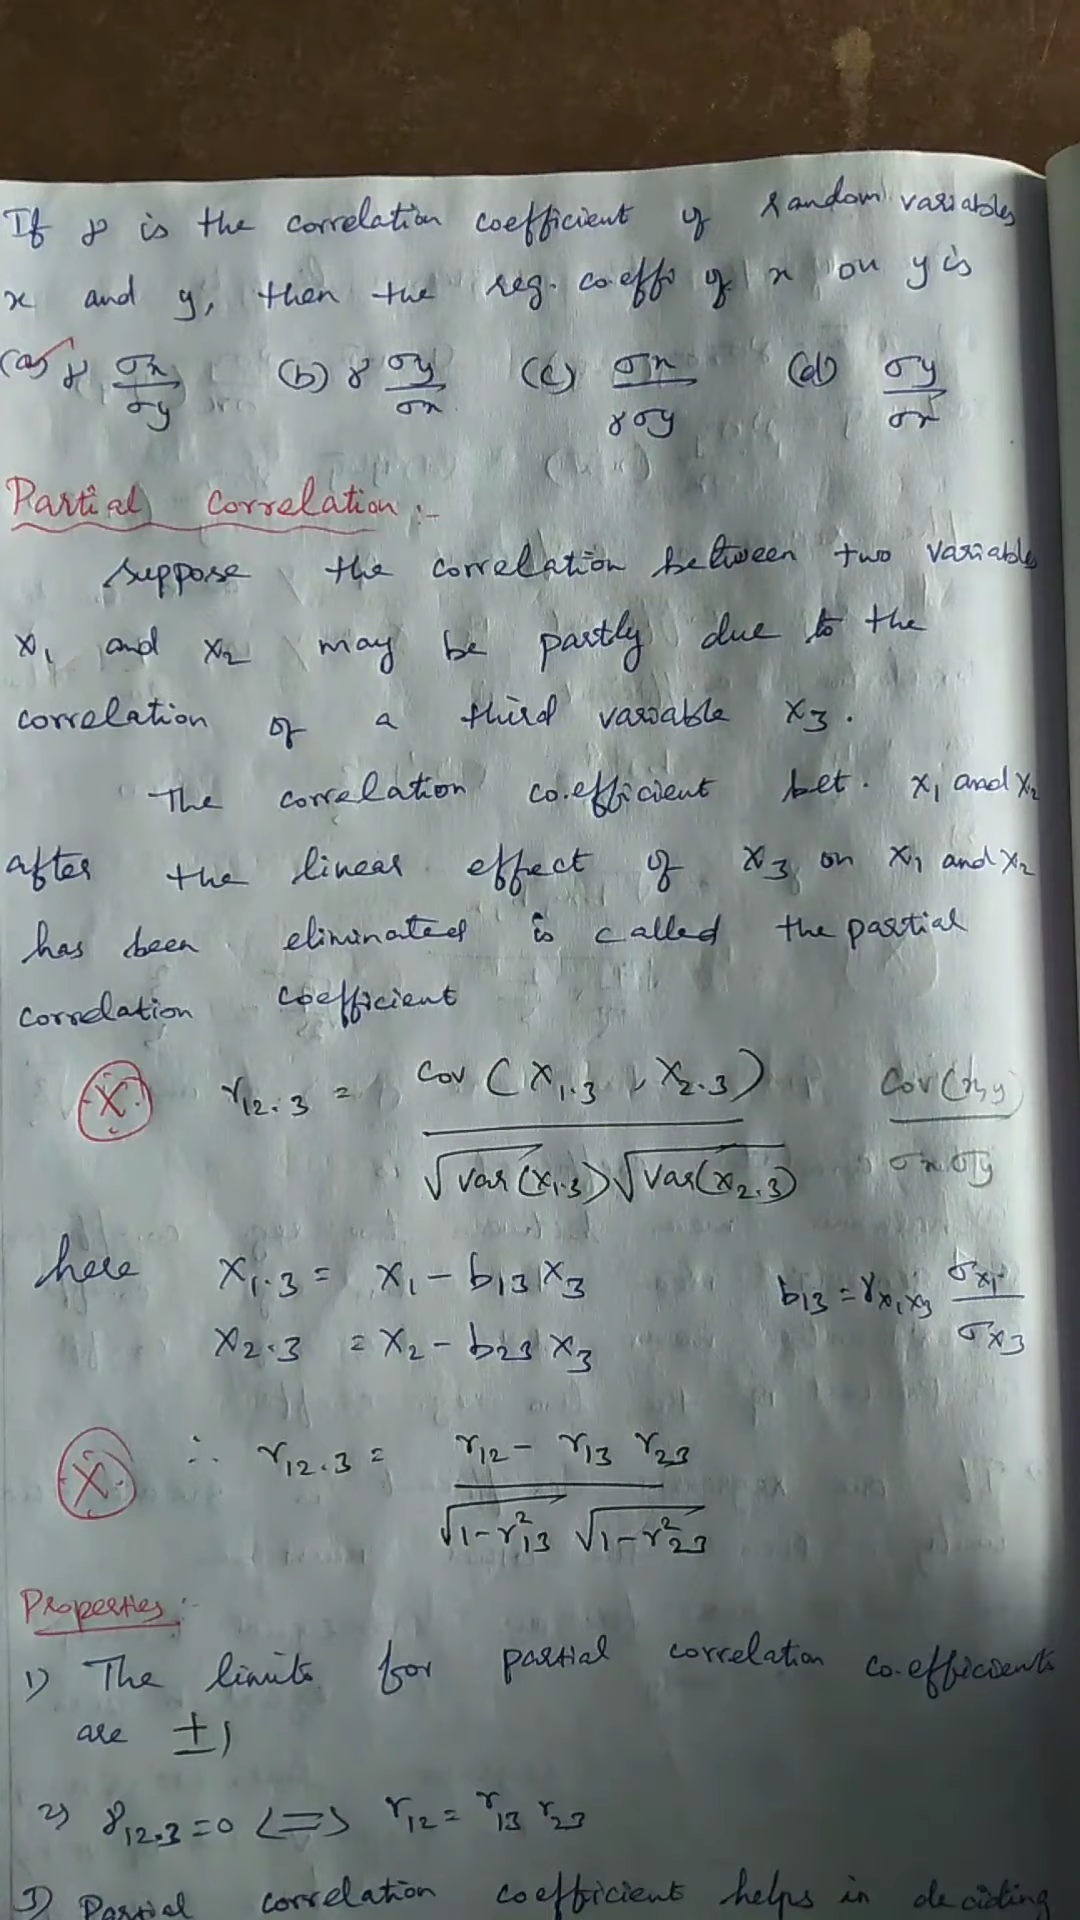 If r is the correlation coefficient of random variables
x and y, then the reg. co.effi of x on y is
(a) r σx/σy (b) r σy/σx (c) σx/rσy (d) σy/σx
Partial Correlation :-
Suppose the correlation between two variables
x₁ and x₂ may be partly due to the
correlation of a third variable x₃.
The correlation co.efficient bet. x₁ and x₂
after the linear effect of x₃ on x₁ and x₂
has been eliminated is called the partial
correlation coefficient
X r₁₂.₃ = Cov (X₁.₃, X₂.₃) / √Var(X₁.₃) √Var(X₂.₃) Cov(x,y) / σx σy
here X₁.₃ = X₁ - b₁₃ X₃ b₁₃ = r x₁x₃ σx₁/σx₃
X₂.₃ = X₂ - b₂₃ X₃
X ∴ r₁₂.₃ = r₁₂ - r₁₃ r₂₃ / √1-r²₁₃ √1-r²₂₃
Properties:-
1) The limits for partial correlation co.efficients
are ±1
2) r₁₂.₃=0 <=> r₁₂ = r₁₃ r₂₃
3) Partial correlation coefficient helps in deciding